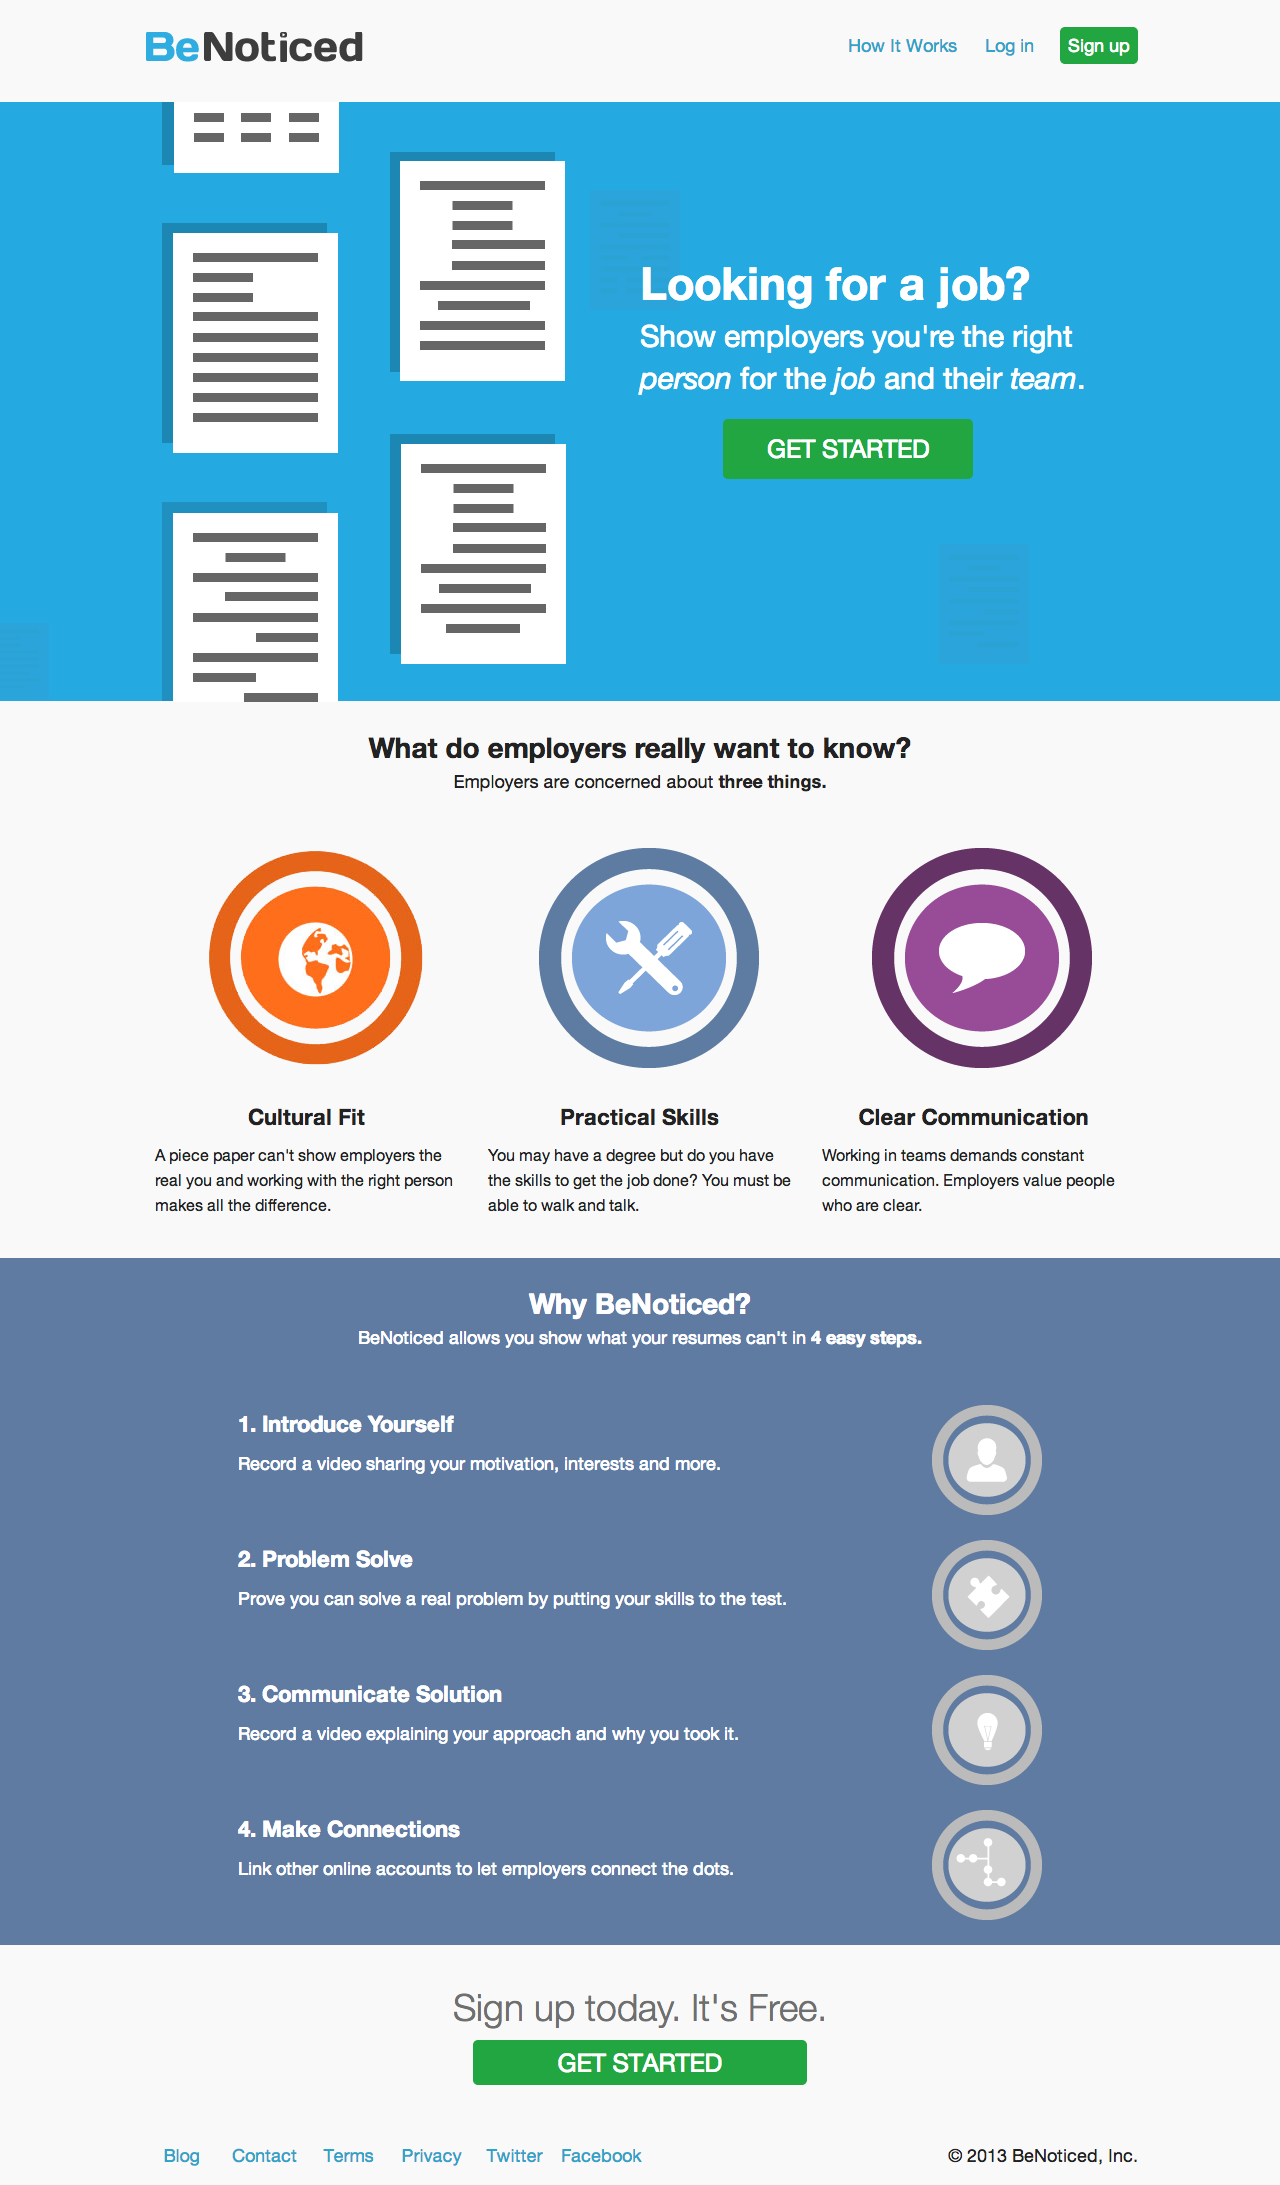 BeNoticed
How It Works
Log in
Sign up
Looking for a job?
Show employers you're the right
person for the job and their team.
GET STARTED
What do employers really want to know?
Employers are concerned about three things.
Cultural Fit
A piece paper can't show employers the
real you and working with the right person
makes all the difference.
Practical Skills
You may have a degree but do you have
the skills to get the job done? You must be
able to walk and talk.
Clear Communication
Working in teams demands constant
communication. Employers value people
who are clear.
Why BeNoticed?
BeNoticed allows you show what your resumes can't in 4 easy steps.
1. Introduce Yourself
Record a video sharing your motivation, interests and more.
2. Problem Solve
Prove you can solve a real problem by putting your skills to the test.
3. Communicate Solution
Record a video explaining your approach and why you took it.
4. Make Connections
Link other online accounts to let employers connect the dots.
Sign up today. It's Free.
GET STARTED
Blog
Contact
Terms
Privacy
Twitter
Facebook
© 2013 BeNoticed, Inc.